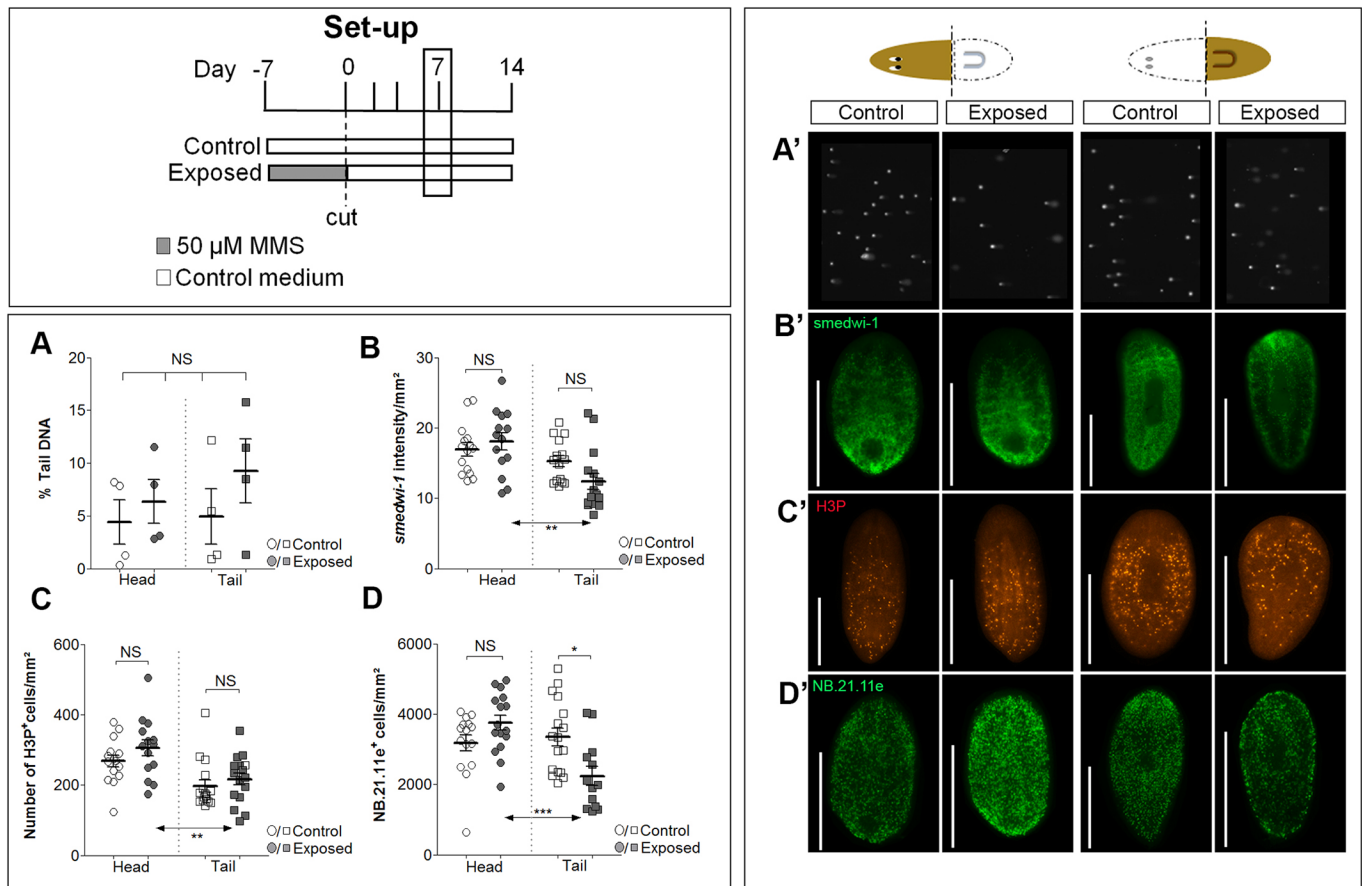 Set-up
Day -7 0 7 14
Control
Exposed
cut
50 µM MMS
Control medium
A
% Tail DNA
20
15
10
5
0
NS
Head Tail
○/□ Control
●/■ Exposed
B
smedwi-1 intensity/mm²
30
20
10
0
NS NS
**
Head Tail
○/□ Control
●/■ Exposed
C
Number of H3P⁺cells/mm²
600
400
200
0
NS NS
**
Head Tail
○/□ Control
●/■ Exposed
D
NB.21.11e⁺ cells/mm²
6000
4000
2000
0
NS *
***
Head Tail
○/□ Control
●/■ Exposed
Control Exposed Control Exposed
A'
B'
smedwi-1
C'
H3P
D'
NB.21.11e